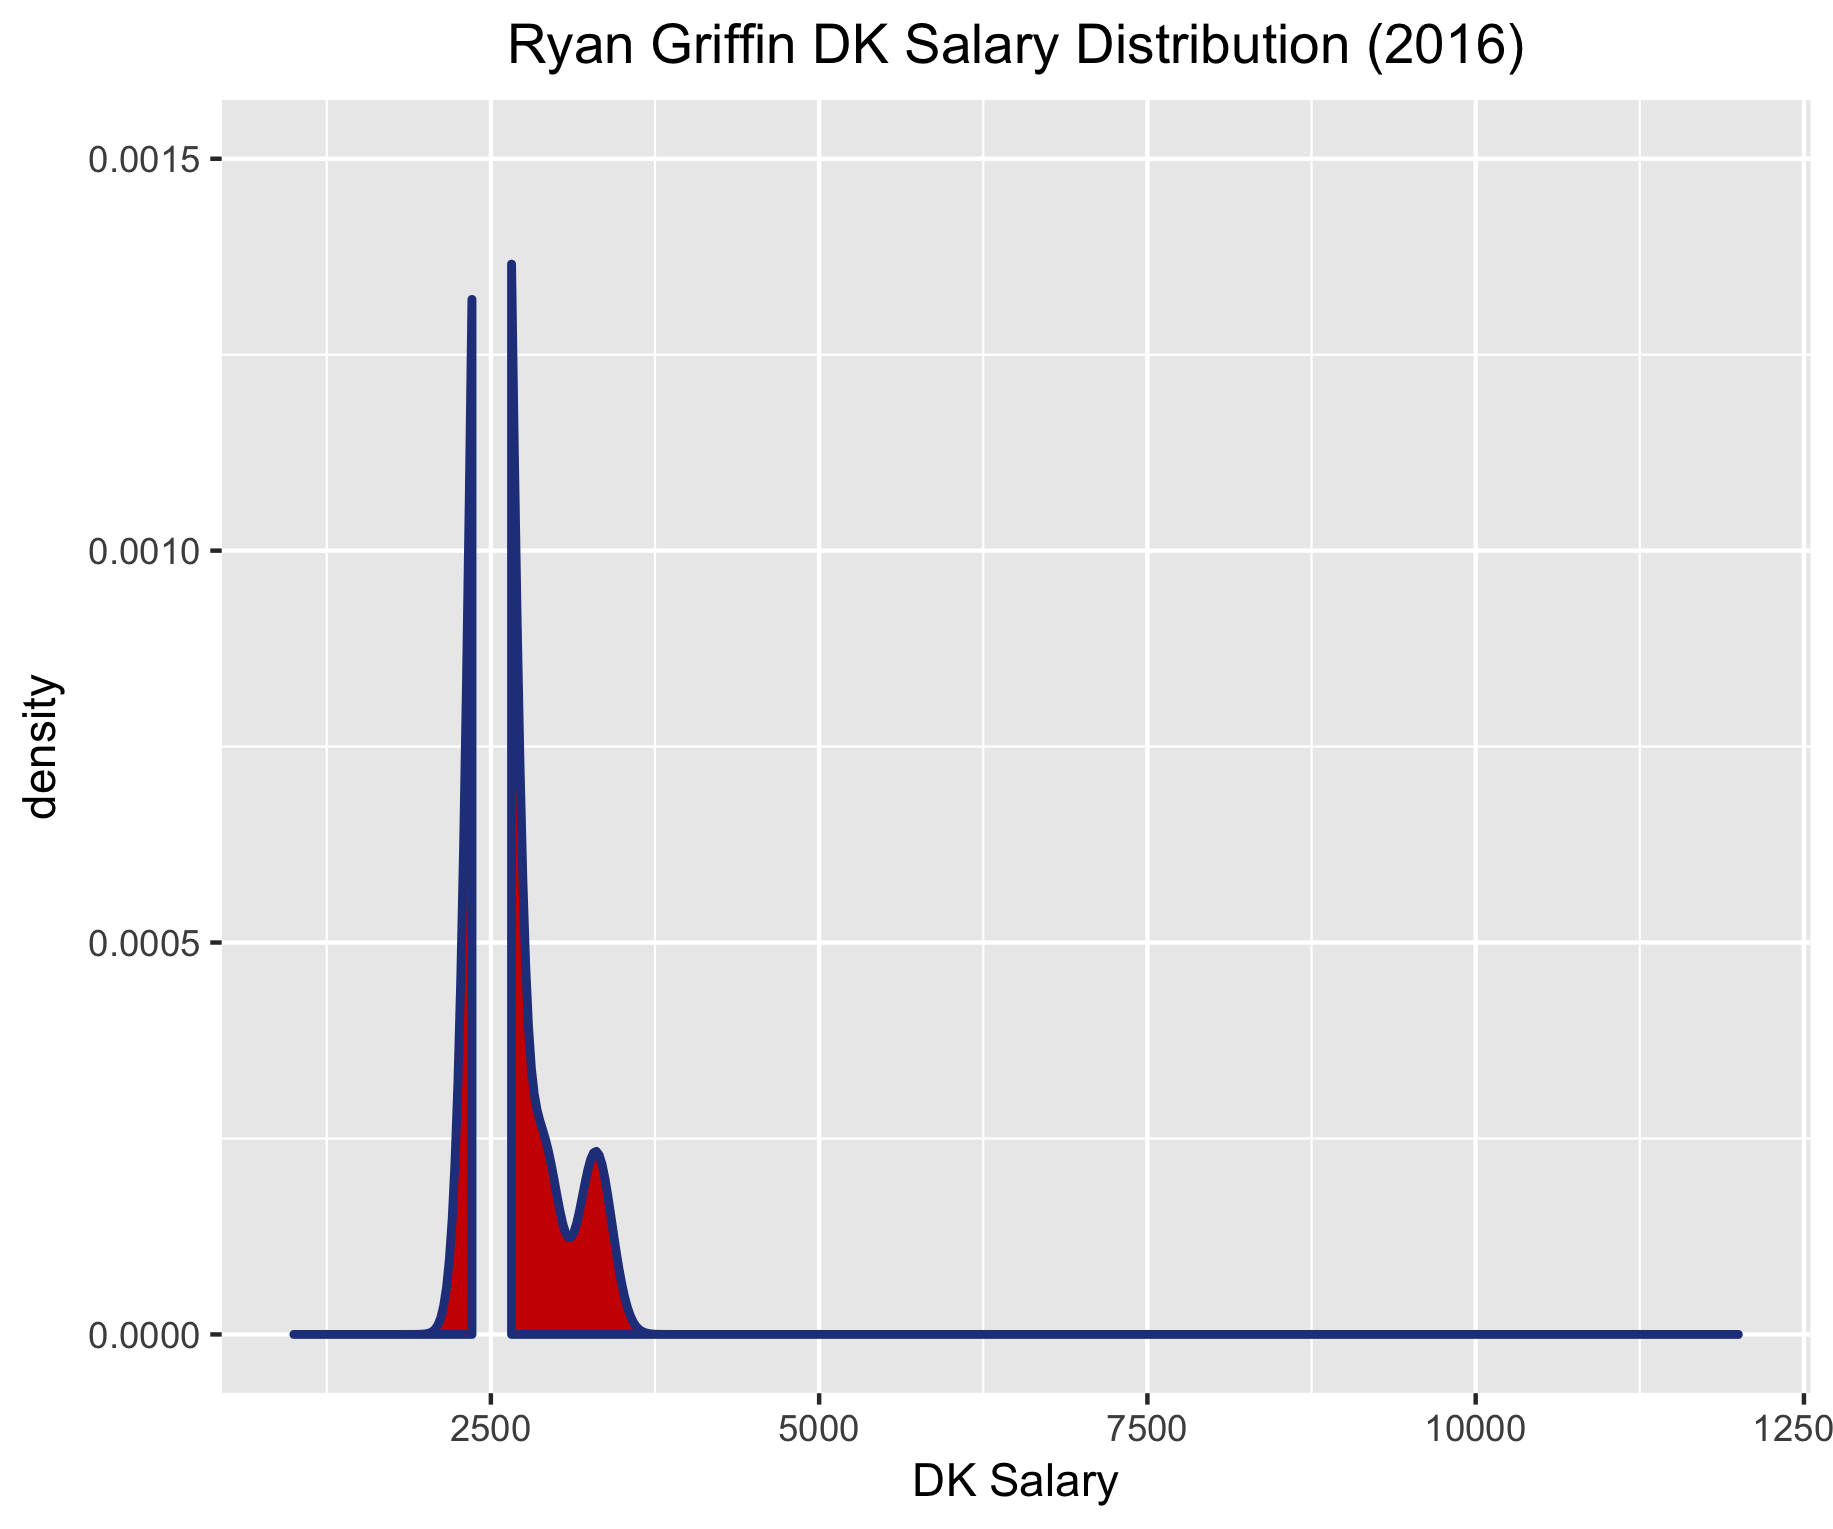 Ryan Griffin DK Salary Distribution (2016)
0.0015
0.0010
0.0005
0.0000
density
2500 5000 7500 10000 1250
DK Salary